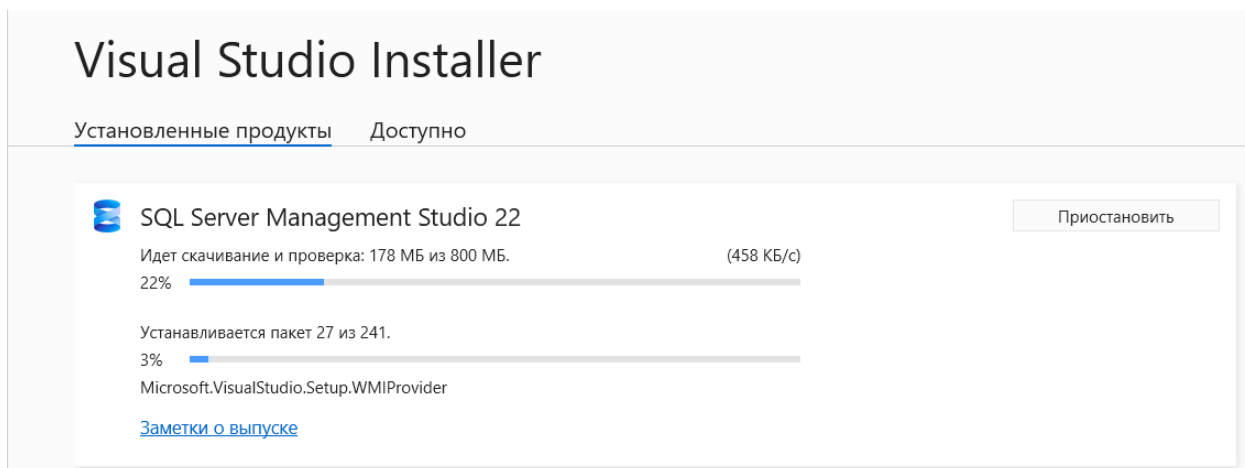 Visual Studio Installer
Установленные продукты Доступно
SQL Server Management Studio 22 Приостановить
Идет скачивание и проверка: 178 МБ из 800 МБ. (458 КБ/с)
22%
Устанавливается пакет 27 из 241.
3%
Microsoft.VisualStudio.Setup.WMIProvider
Заметки о выпуске